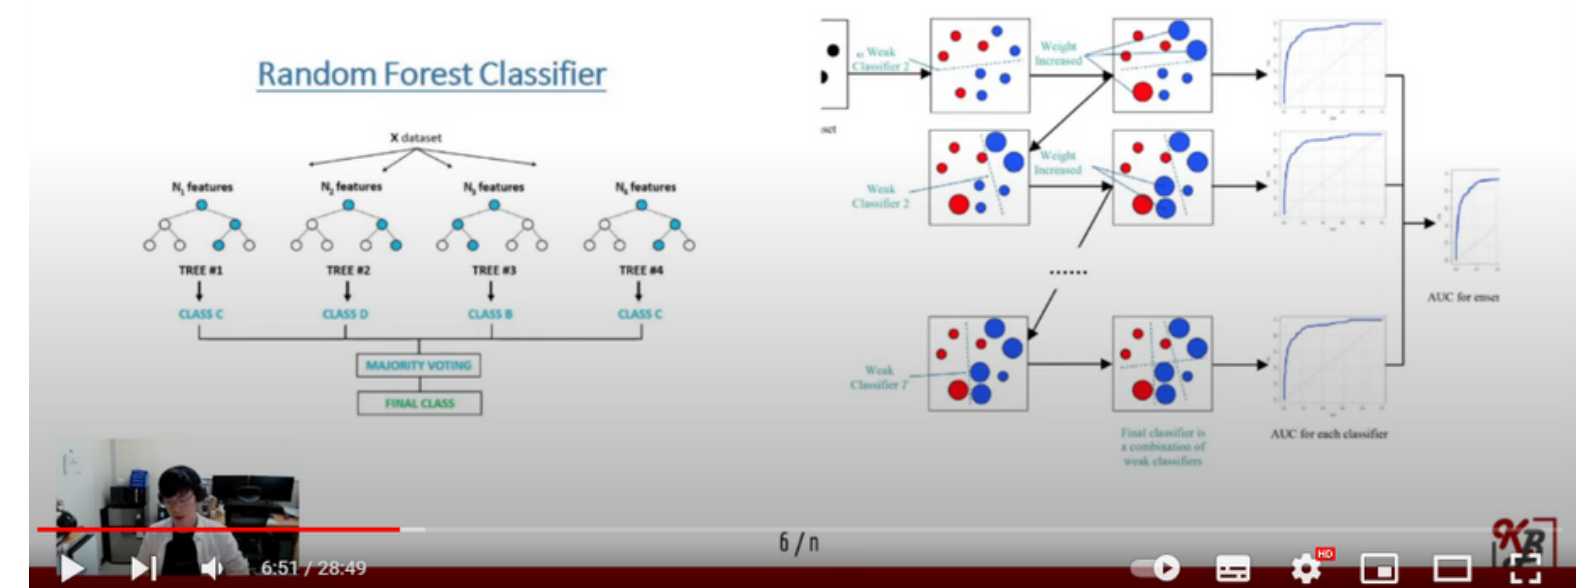 Random Forest Classifier
X dataset
N1 features
N2 features
N3 features
N4 features
TREE #1
TREE #2
TREE #3
TREE #4
CLASS C
CLASS D
CLASS B
CLASS C
MAJORITY VOTING
FINAL CLASS
Weak
Classifier 2
Weight
Increased
Weak
Classifier 2
Weight
Increased
......
Weak
Classifier T
Final classifier is
a combination of
weak classifiers
AUC for each classifier
AUC for enser
6 / n
6:51 / 28:49
HD